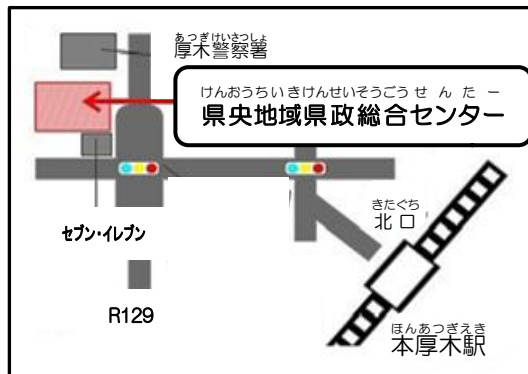 あつぎけいさつしょ
厚木警察署
けんおうちいきけんせいそうごうせんたー
県央地域県政総合センター
セブン・イレブン
きたぐち
北口
R129
ほんあつぎえき
本厚木駅